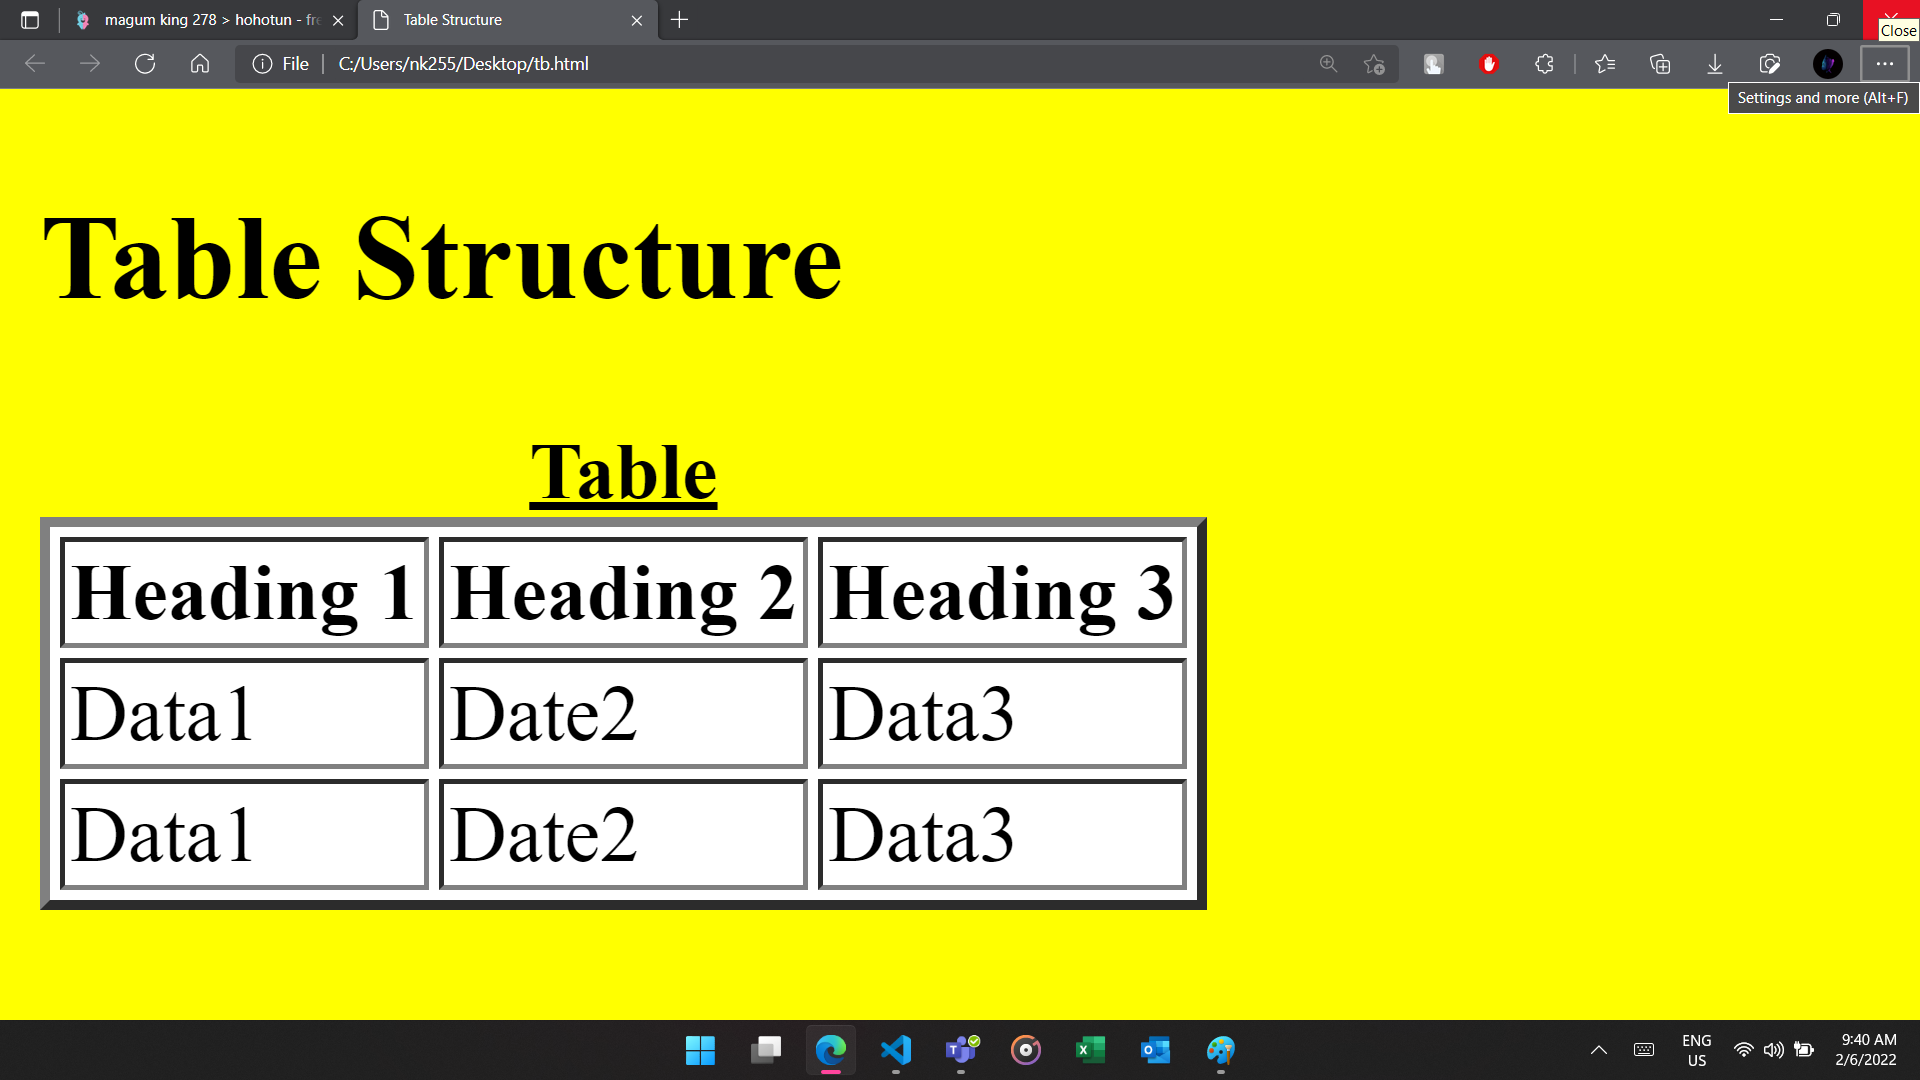 magum king 278 > hohotun - fre
Table Structure
Close
File
C:/Users/nk255/Desktop/tb.html
Settings and more (Alt+F)
Table Structure
Table
Heading 1 Heading 2 Heading 3
Data1 Date2 Data3
Data1 Date2 Data3
ENG
US
9:40 AM
2/6/2022